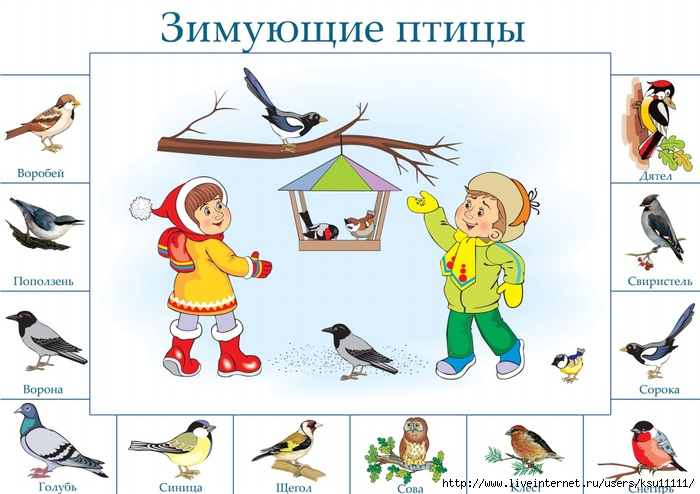 Зимующие птицы
Воробей
Дятел
Поползень
Свиристель
Ворона
Сорока
Голубь
Синица
Щегол
Сова
Клест
Снегирь
http://www.liveinternet.ru/users/ksu11111/